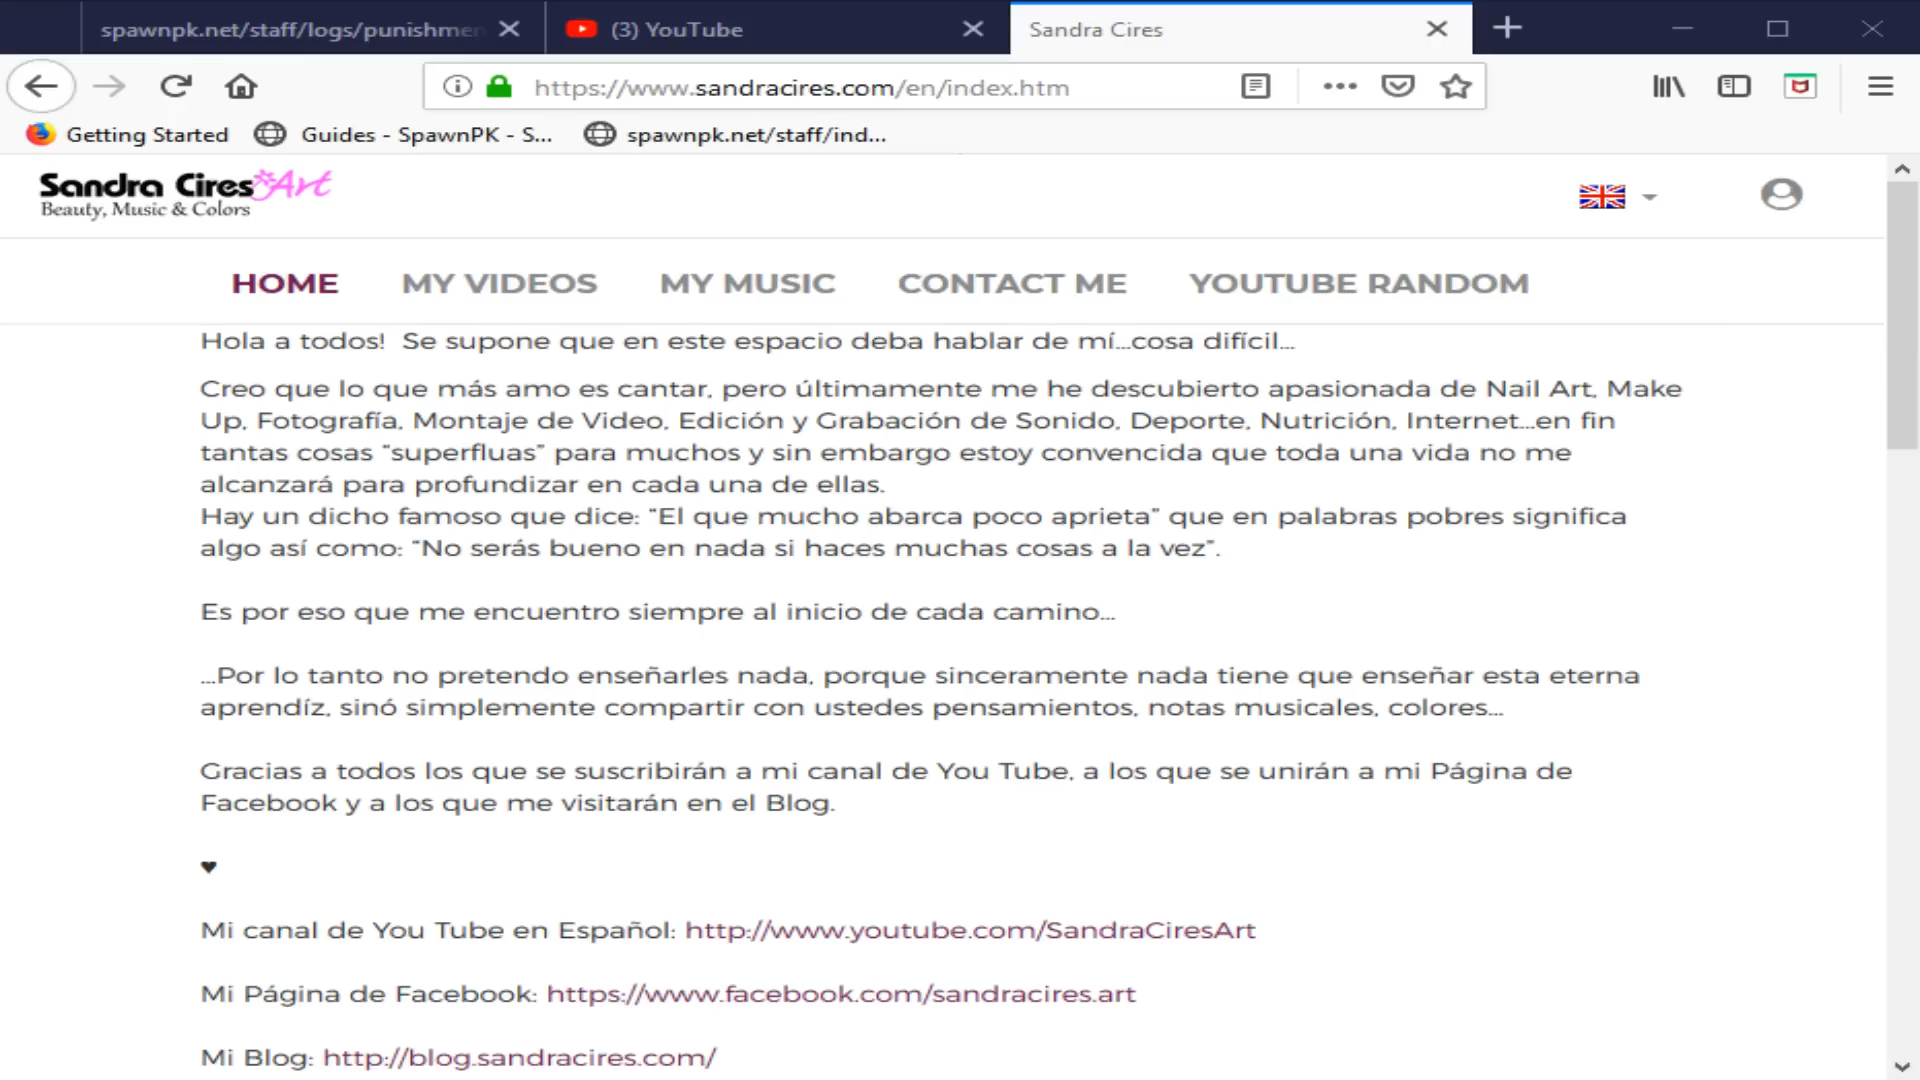 spawnpk.net/staff/logs/punishmen
(3) YouTube
Sandra Cires
https://www.sandracires.com/en/index.htm
Getting Started
Guides - SpawnPK - S...
spawnpk.net/staff/ind...
Sandra Cires Art
Beauty, Music & Colors
HOME
MY VIDEOS
MY MUSIC
CONTACT ME
YOUTUBE RANDOM
Hola a todos!  Se supone que en este espacio deba hablar de mí...cosa difícil...
Creo que lo que más amo es cantar, pero últimamente me he descubierto apasionada de Nail Art, Make
Up, Fotografía, Montaje de Video, Edición y Grabación de Sonido, Deporte, Nutrición, Internet...en fin
tantas cosas “superfluas” para muchos y sin embargo estoy convencida que toda una vida no me
alcanzará para profundizar en cada una de ellas.
Hay un dicho famoso que dice: “El que mucho abarca poco aprieta” que en palabras pobres significa
algo así como: “No serás bueno en nada si haces muchas cosas a la vez”.
Es por eso que me encuentro siempre al inicio de cada camino...
...Por lo tanto no pretendo enseñarles nada, porque sinceramente nada tiene que enseñar esta eterna
aprendíz, sinó simplemente compartir con ustedes pensamientos, notas musicales, colores...
Gracias a todos los que se suscribirán a mi canal de You Tube, a los que se unirán a mi Página de
Facebook y a los que me visitarán en el Blog.
♥
Mi canal de You Tube en Español: http://www.youtube.com/SandraCiresArt
Mi Página de Facebook: https://www.facebook.com/sandracires.art
Mi Blog: http://blog.sandracires.com/